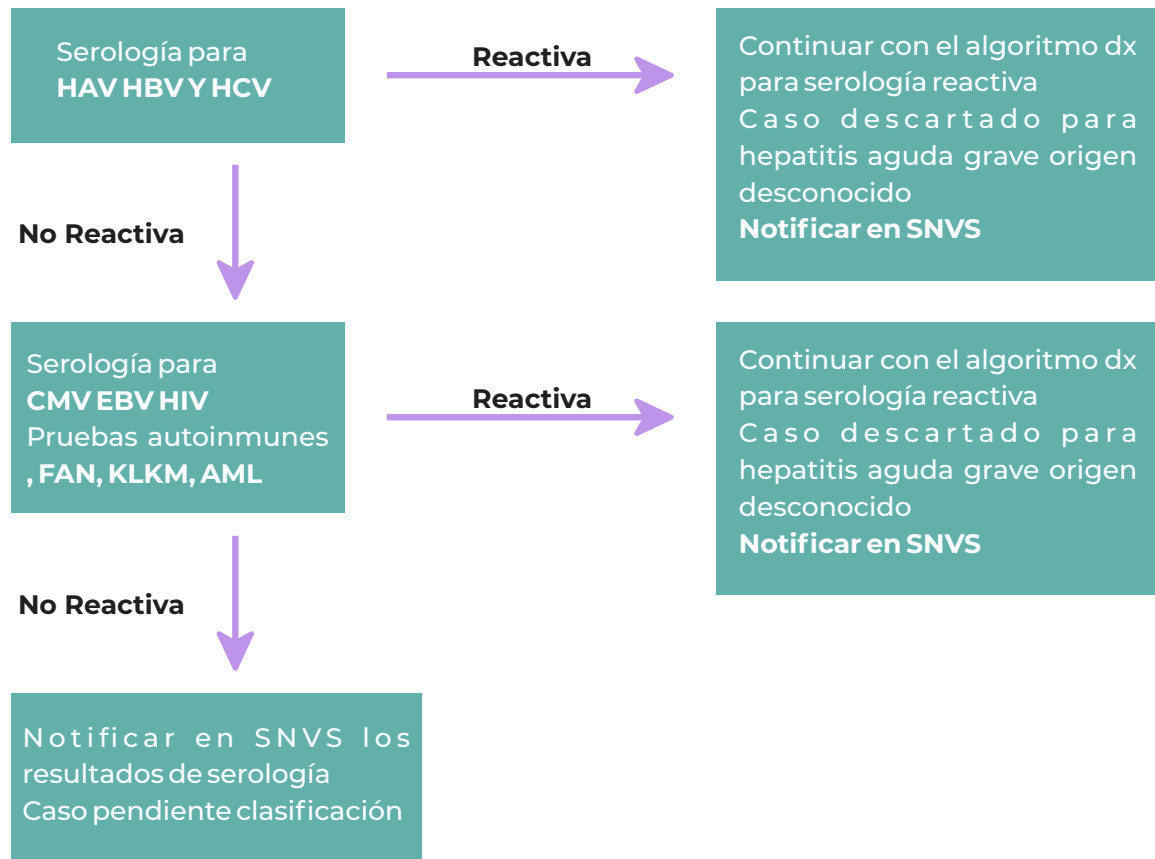 Serología para
HAV HBV Y HCV
Reactiva
Continuar con el algoritmo dx
para serología reactiva
Caso descartado para
hepatitis aguda grave origen
desconocido
Notificar en SNVS
No Reactiva
Serología para
CMV EBV HIV
Pruebas autoinmunes
, FAN, KLKM, AML
Reactiva
Continuar con el algoritmo dx
para serología reactiva
Caso descartado para
hepatitis aguda grave origen
desconocido
Notificar en SNVS
No Reactiva
Notificar en SNVS los
resultados de serología
Caso pendiente clasificación